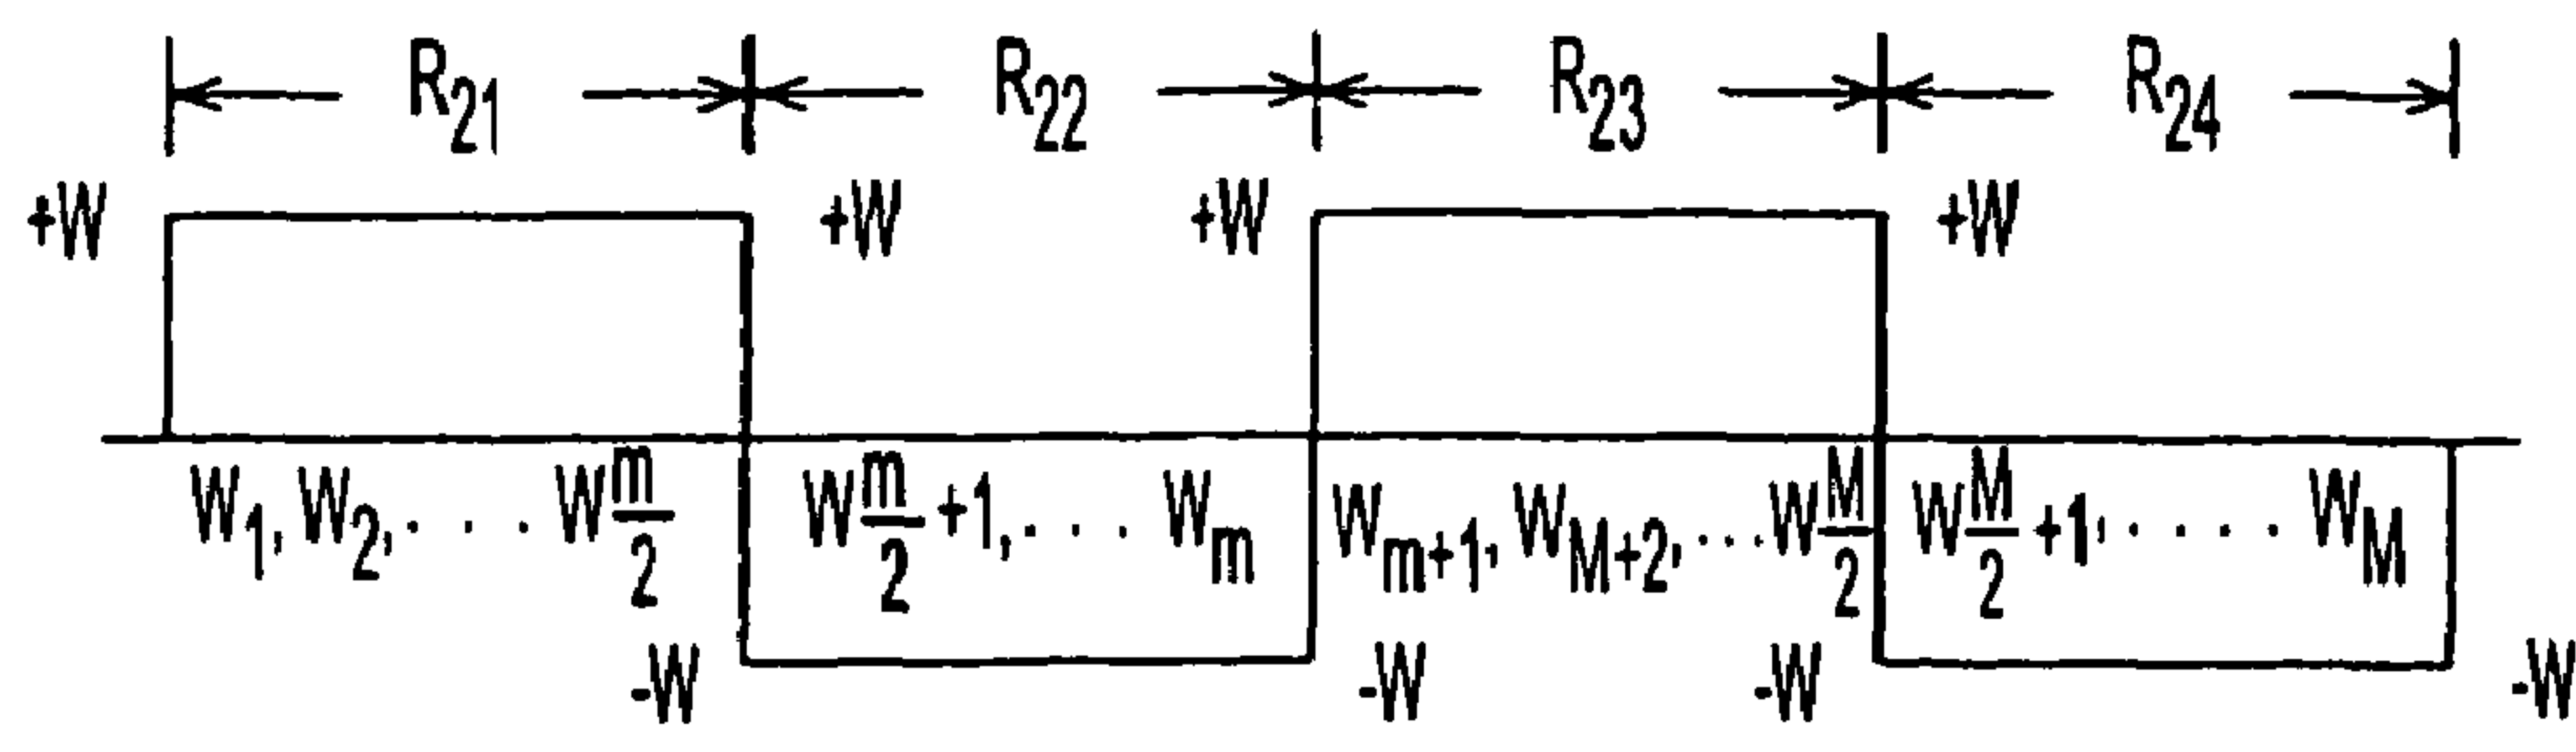 R21 R22 R23 R24
+W +W +W +W
W1, W2, . . . Wm/2 Wm/2 +1, . . . Wm Wm+1, WM+2, . . . WM/2 WM/2 +1, . . . . WM
-W -W -W -W